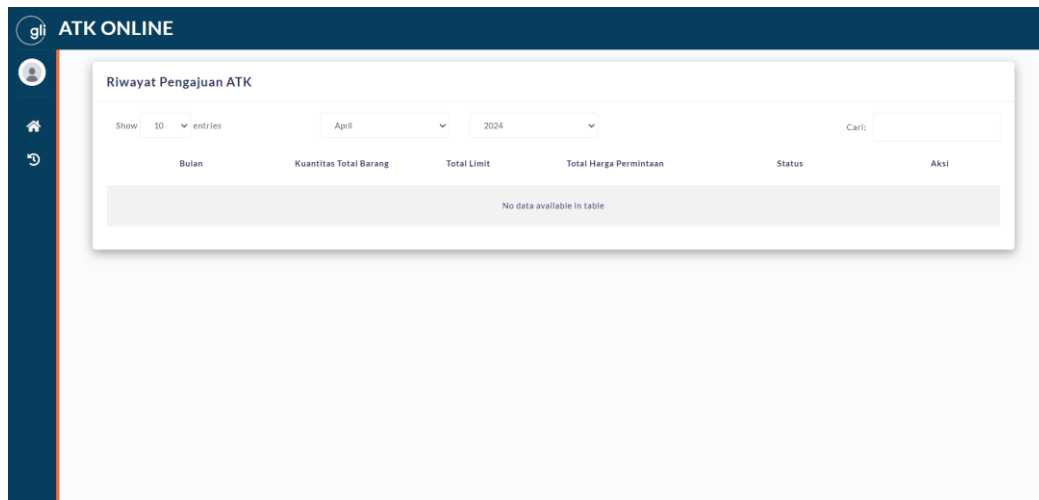 gli ATK ONLINE
Riwayat Pengajuan ATK
Show 10 entries April 2024 Cari:
Bulan Kuantitas Total Barang Total Limit Total Harga Permintaan Status Aksi
No data available in table